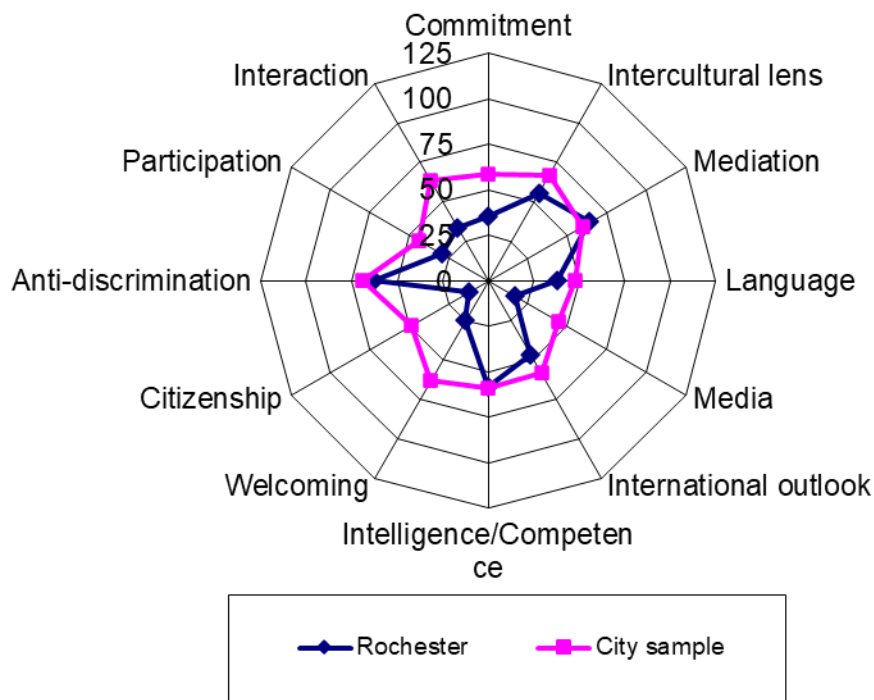 Commitment
125
Interaction
Intercultural lens
100
75
Participation
Mediation
50
25
Anti-discrimination
0
Language
Citizenship
Media
Welcoming
International outlook
Intelligence/Competen
ce
Rochester
City sample